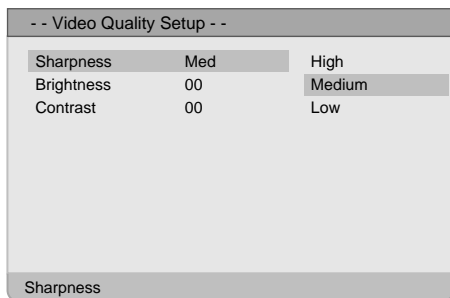 - - Video Quality Setup - -
Sharpness Med High
Brightness 00 Medium
Contrast 00 Low
Sharpness